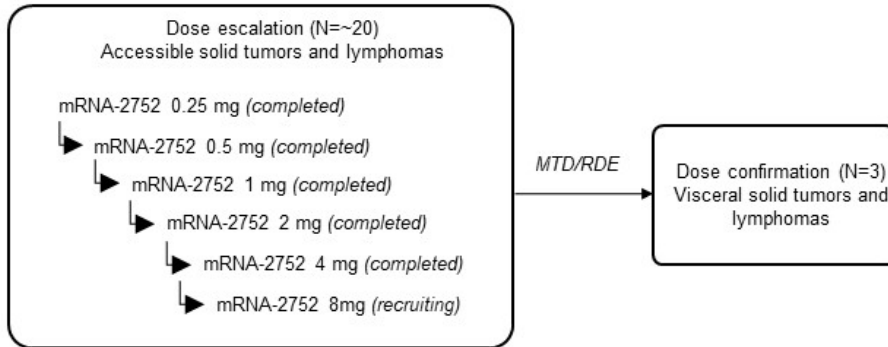 Dose escalation (N=~20)
Accessible solid tumors and lymphomas
mRNA-2752 0.25 mg (completed)
mRNA-2752 0.5 mg (completed)
mRNA-2752 1 mg (completed)
mRNA-2752 2 mg (completed)
mRNA-2752 4 mg (completed)
mRNA-2752 8mg (recruiting)
MTD/RDE
Dose confirmation (N=3)
Visceral solid tumors and
lymphomas